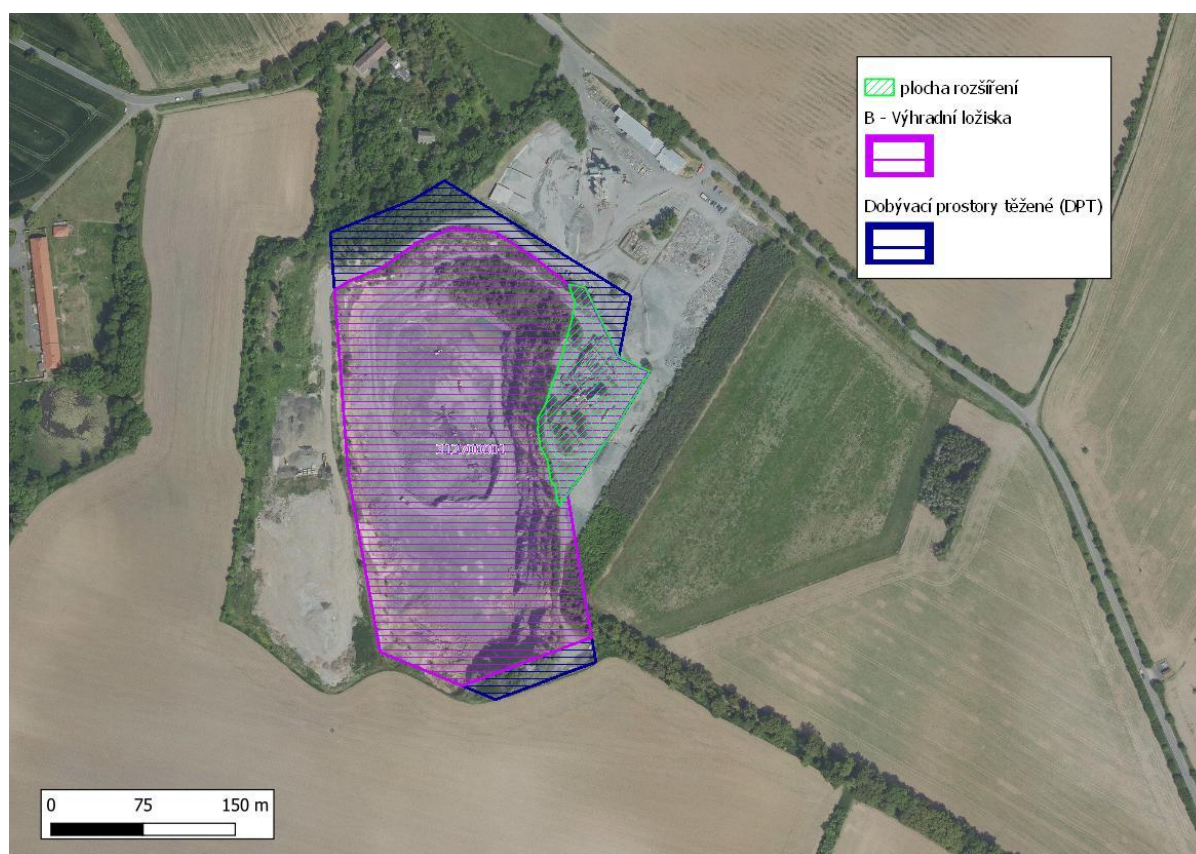 plocha rozšíření
B - Výhradní ložiska
Dobývací prostory těžené (DPT)
0 75 150 m